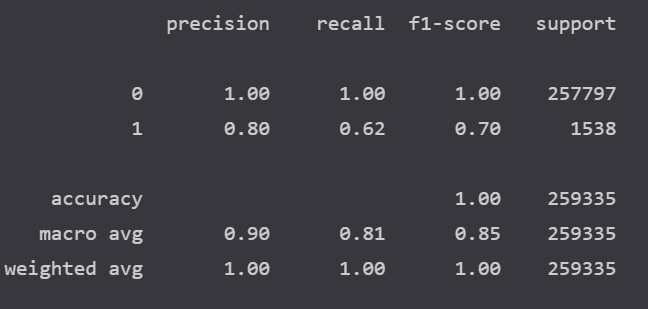 precision recall f1-score support
0 1.00 1.00 1.00 257797
1 0.80 0.62 0.70 1538
accuracy 1.00 259335
macro avg 0.90 0.81 0.85 259335
weighted avg 1.00 1.00 1.00 259335